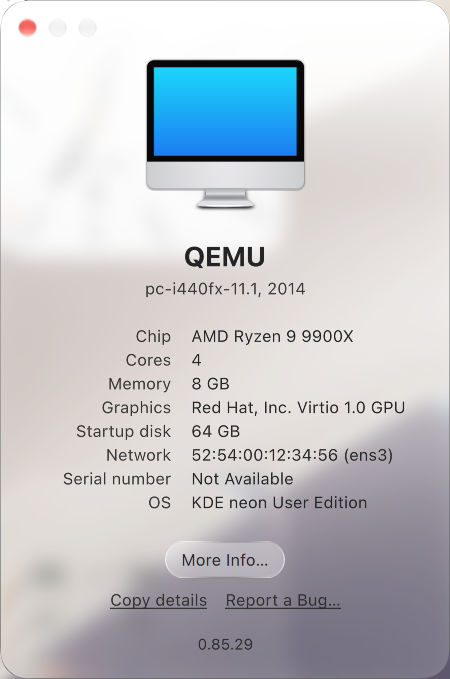 QEMU
pc-i440fx-11.1, 2014
Chip AMD Ryzen 9 9900X
Cores 4
Memory 8 GB
Graphics Red Hat, Inc. Virtio 1.0 GPU
Startup disk 64 GB
Network 52:54:00:12:34:56 (ens3)
Serial number Not Available
OS KDE neon User Edition
More Info...
Copy details Report a Bug...
0.85.29